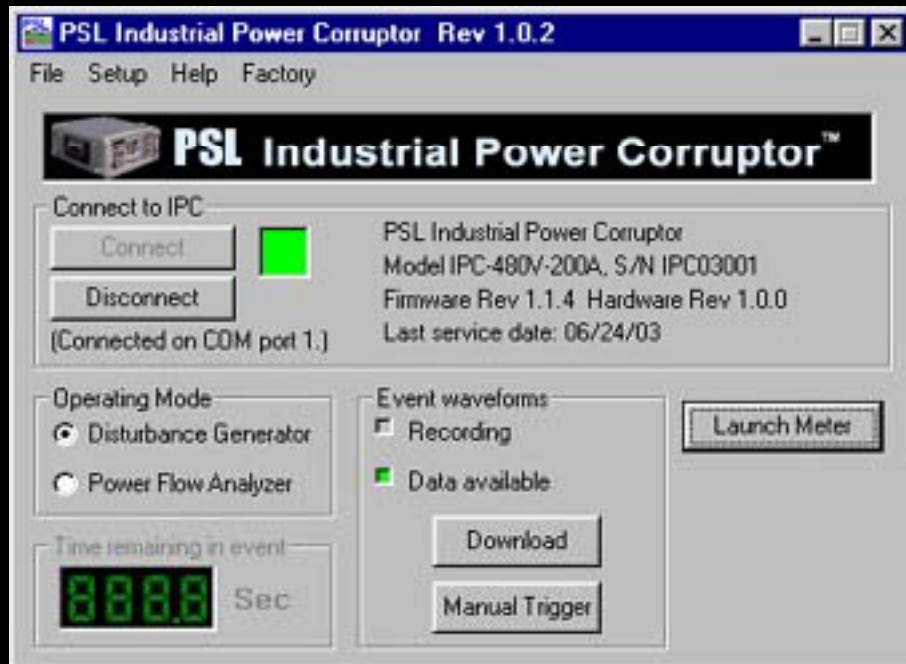 PSL Industrial Power Corruptor Rev 1.0.2
File Setup Help Factory
PSL Industrial Power Corruptor™
Connect to IPC
Connect
Disconnect
(Connected on COM port 1.)
PSL Industrial Power Corruptor
Model IPC-480V-200A, S/N IPC03001
Firmware Rev 1.1.4 Hardware Rev 1.0.0
Last service date: 06/24/03
Operating Mode
Disturbance Generator
Power Flow Analyzer
Time remaining in event
888.8 Sec
Event waveforms
Recording
Data available
Download
Manual Trigger
Launch Meter